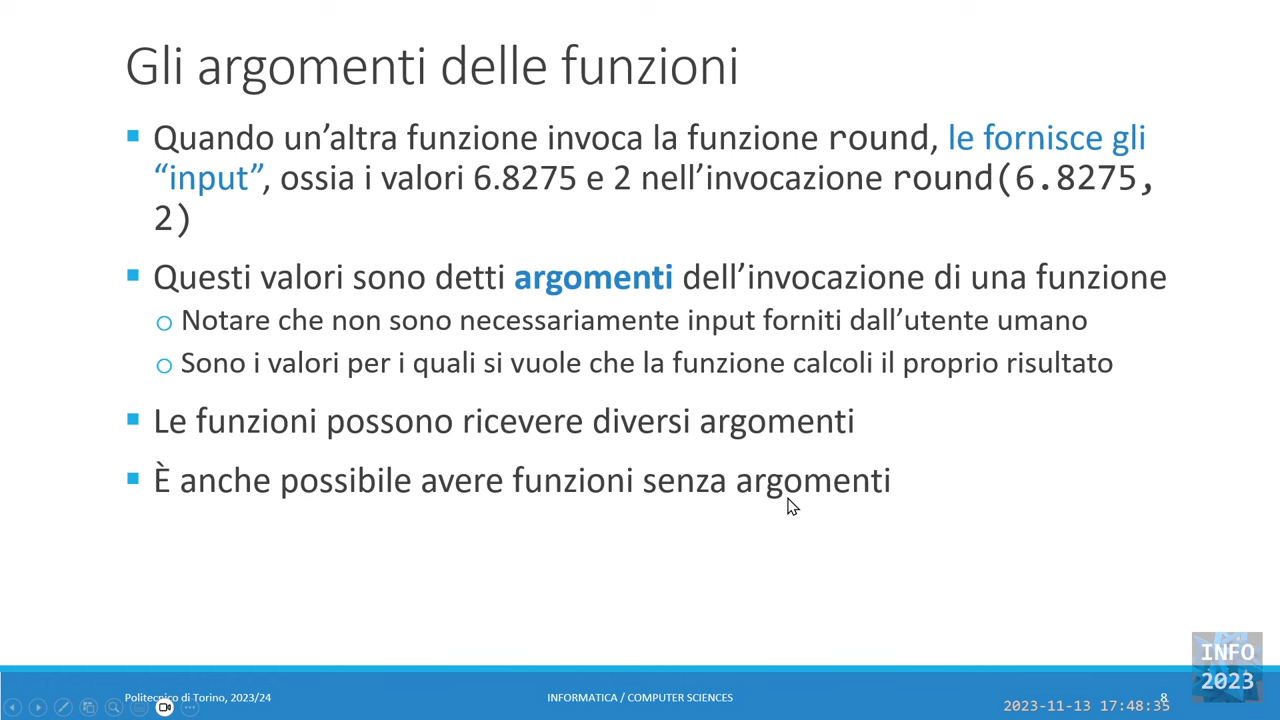 Gli argomenti delle funzioni
Quando un’altra funzione invoca la funzione round, le fornisce gli
“input”, ossia i valori 6.8275 e 2 nell’invocazione round(6.8275,
2)
Questi valori sono detti argomenti dell’invocazione di una funzione
Notare che non sono necessariamente input forniti dall’utente umano
Sono i valori per i quali si vuole che la funzione calcoli il proprio risultato
Le funzioni possono ricevere diversi argomenti
È anche possibile avere funzioni senza argomenti
INFO
2023
Politecnico di Torino, 2023/24
INFORMATICA / COMPUTER SCIENCES
8
2023-11-13 17:48:35